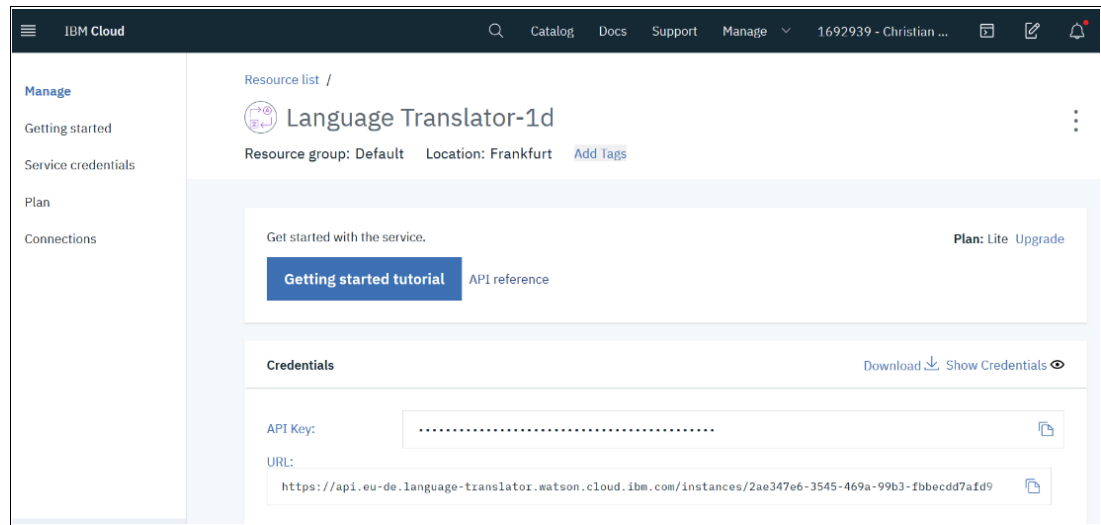 IBM Cloud Catalog Docs Support Manage 1692939 - Christian ...
Manage
Getting started
Service credentials
Plan
Connections
Resource list /
Language Translator-1d
Resource group: Default Location: Frankfurt Add Tags
Get started with the service.
Plan: Lite Upgrade
Getting started tutorial API reference
Credentials
Download Show Credentials
API Key: ............................................
URL:
https://api.eu-de.language-translator.watson.cloud.ibm.com/instances/2ae347e6-3545-469a-99b3-fbbecdd7afd9